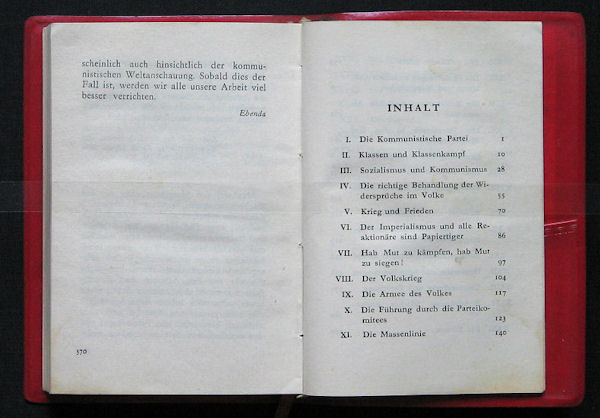 scheinlich auch hinsichtlich der kommu-
nistischen Weltanschauung. Sobald dies der
Fall ist, werden wir alle unsere Arbeit viel
besser verrichten.
Ebenda
370
INHALT
I. Die Kommunistische Partei 1
II. Klassen und Klassenkampf 10
III. Sozialismus und Kommunismus 28
IV. Die richtige Behandlung der Wi-
dersprüche im Volke 55
V. Krieg und Frieden 70
VI. Der Imperialismus und alle Re-
aktionäre sind Papiertiger 86
VII. Hab Mut zu kämpfen, hab Mut
zu siegen! 97
VIII. Der Volkskrieg 104
IX. Die Armee des Volkes 117
X. Die Führung durch die Parteiko-
mitees 123
XI. Die Massenlinie 140